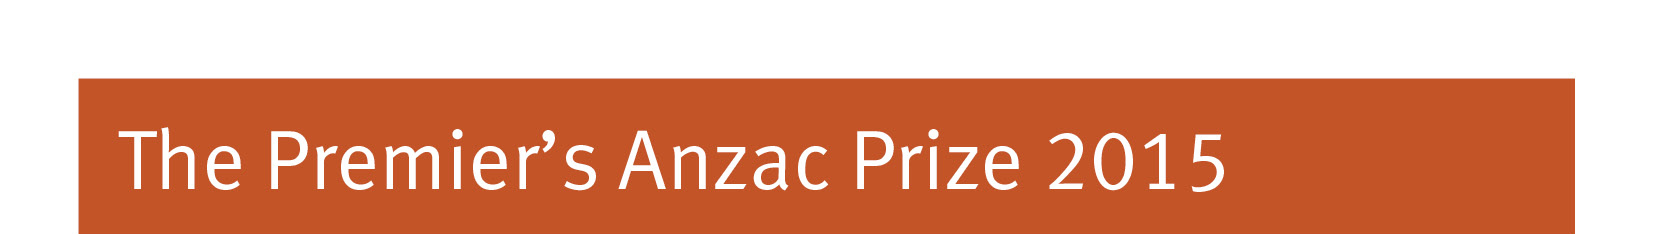 The Premier’s Anzac Prize 2015